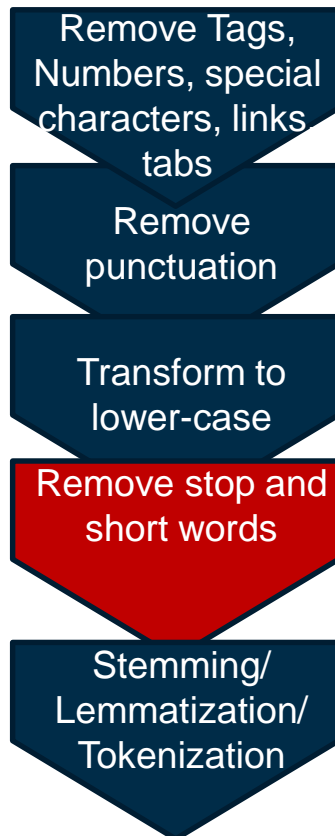 Remove Tags,
Numbers, special
characters, links,
tabs
Remove
punctuation
Transform to
lower-case
Remove stop and
short words
Stemming/
Lemmatization/
Tokenization